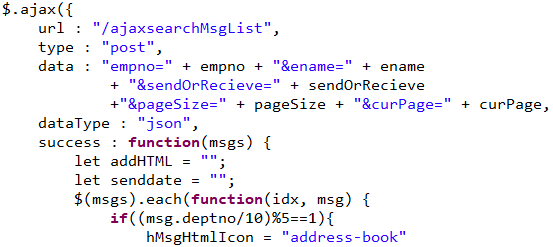 $.ajax({
    url : "/ajaxsearchMsgList",
    type : "post",
    data : "empno=" + empno + "&ename=" + ename
          + "&sendOrRecieve=" + sendOrRecieve
          +"&pageSize=" + pageSize + "&curPage=" + curPage,
    dataType : "json",
    success : function(msgs) {
        let addHTML = "";
        let senddate = "";
        $(msgs).each(function(idx, msg) {
            if((msg.deptno/10)%5==1){
                hMsgHtmlIcon = "address-book"